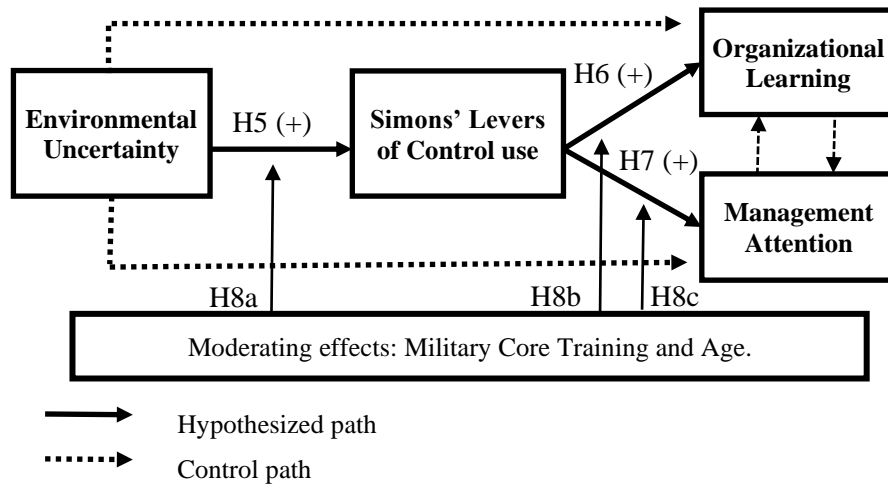 Organizational
Learning
H6 (+)
Environmental
Uncertainty
H5 (+)
Simons’ Levers
of Control use
H7 (+)
Management
Attention
H8a
H8b
H8c
Moderating effects: Military Core Training and Age.
Hypothesized path
Control path